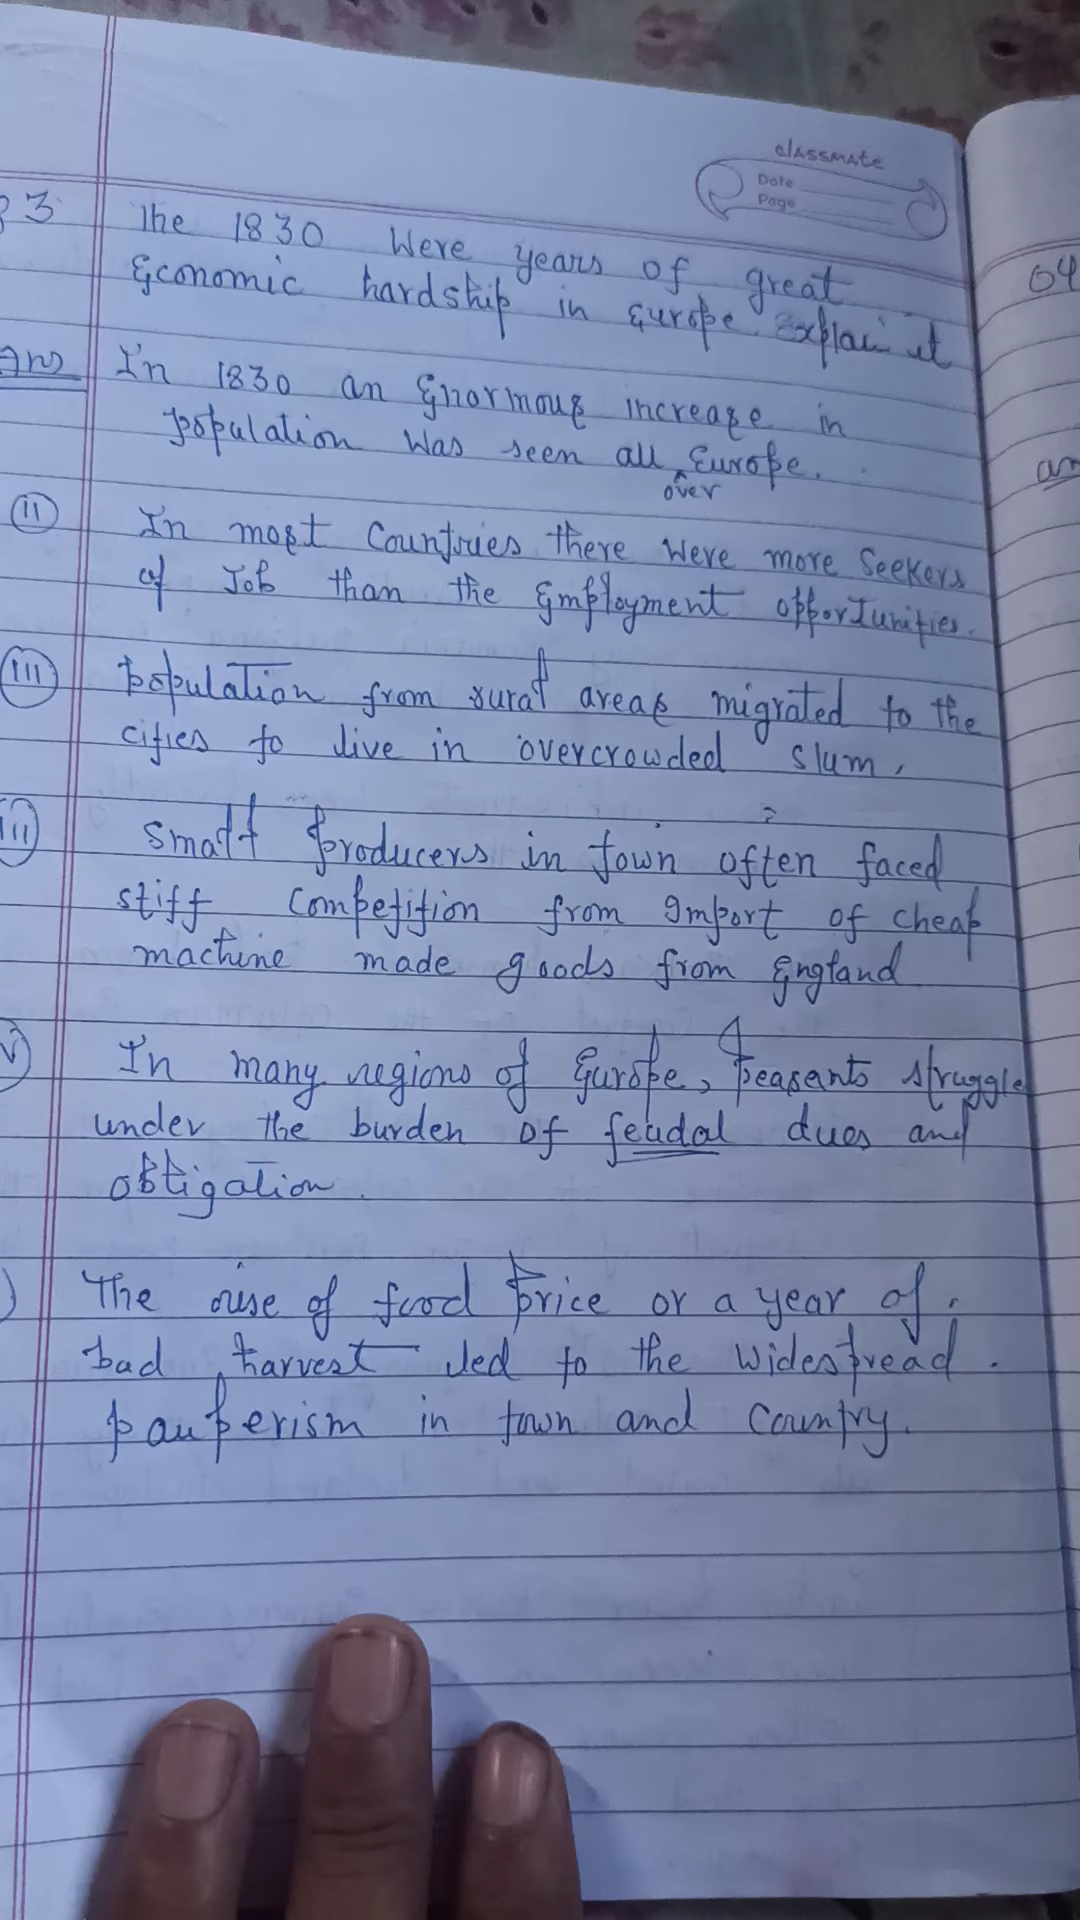 classmate
Date
Page
3 The 1830 Were years of great
Economic hardship in Europe. Explain it
Ans In 1830 an Enormous increase in
population was seen all Europe.
over
(II) In most Countries there were more Seekers
of Job than the Employment opportunities.
(III) population from rural areas migrated to the
cities to live in overcrowded slum,
small producers in town often faced
stiff Competition from Import of cheap
machine made goods from England
In many regions of Europe, peasants struggle
under the burden of feudal dues and
obligation.
The rise of food price or a year of
bad harvest led to the widespread.
pauperism in town and Country.
04